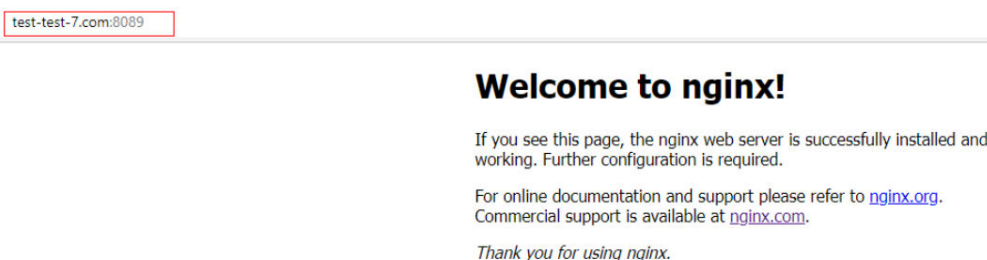 test-test-7.com:8089
Welcome to nginx!
If you see this page, the nginx web server is successfully installed and
working. Further configuration is required.
For online documentation and support please refer to nginx.org.
Commercial support is available at nginx.com.
Thank you for using nginx.